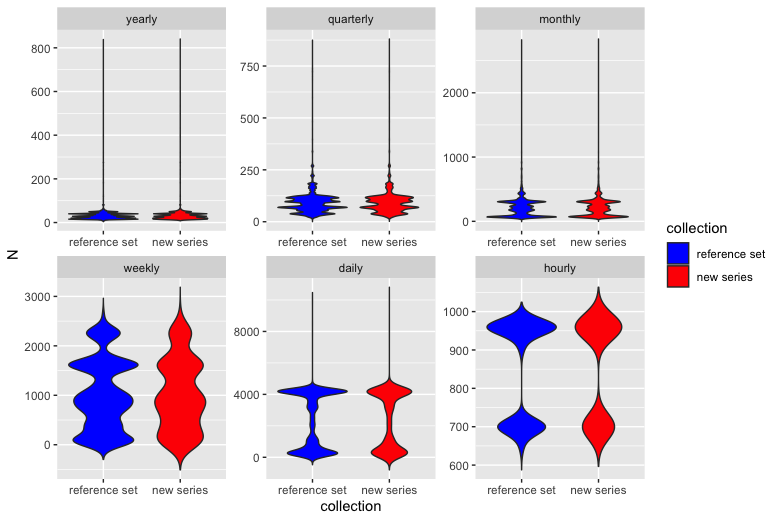 yearly
quarterly
monthly
800
600
400
200
0
750
500
250
0
2000
1000
0
reference set
new series
reference set
new series
reference set
new series
N
weekly
daily
hourly
3000
2000
1000
0
8000
4000
0
1000
900
800
700
600
reference set
new series
reference set
new series
reference set
new series
collection
collection
reference set
new series